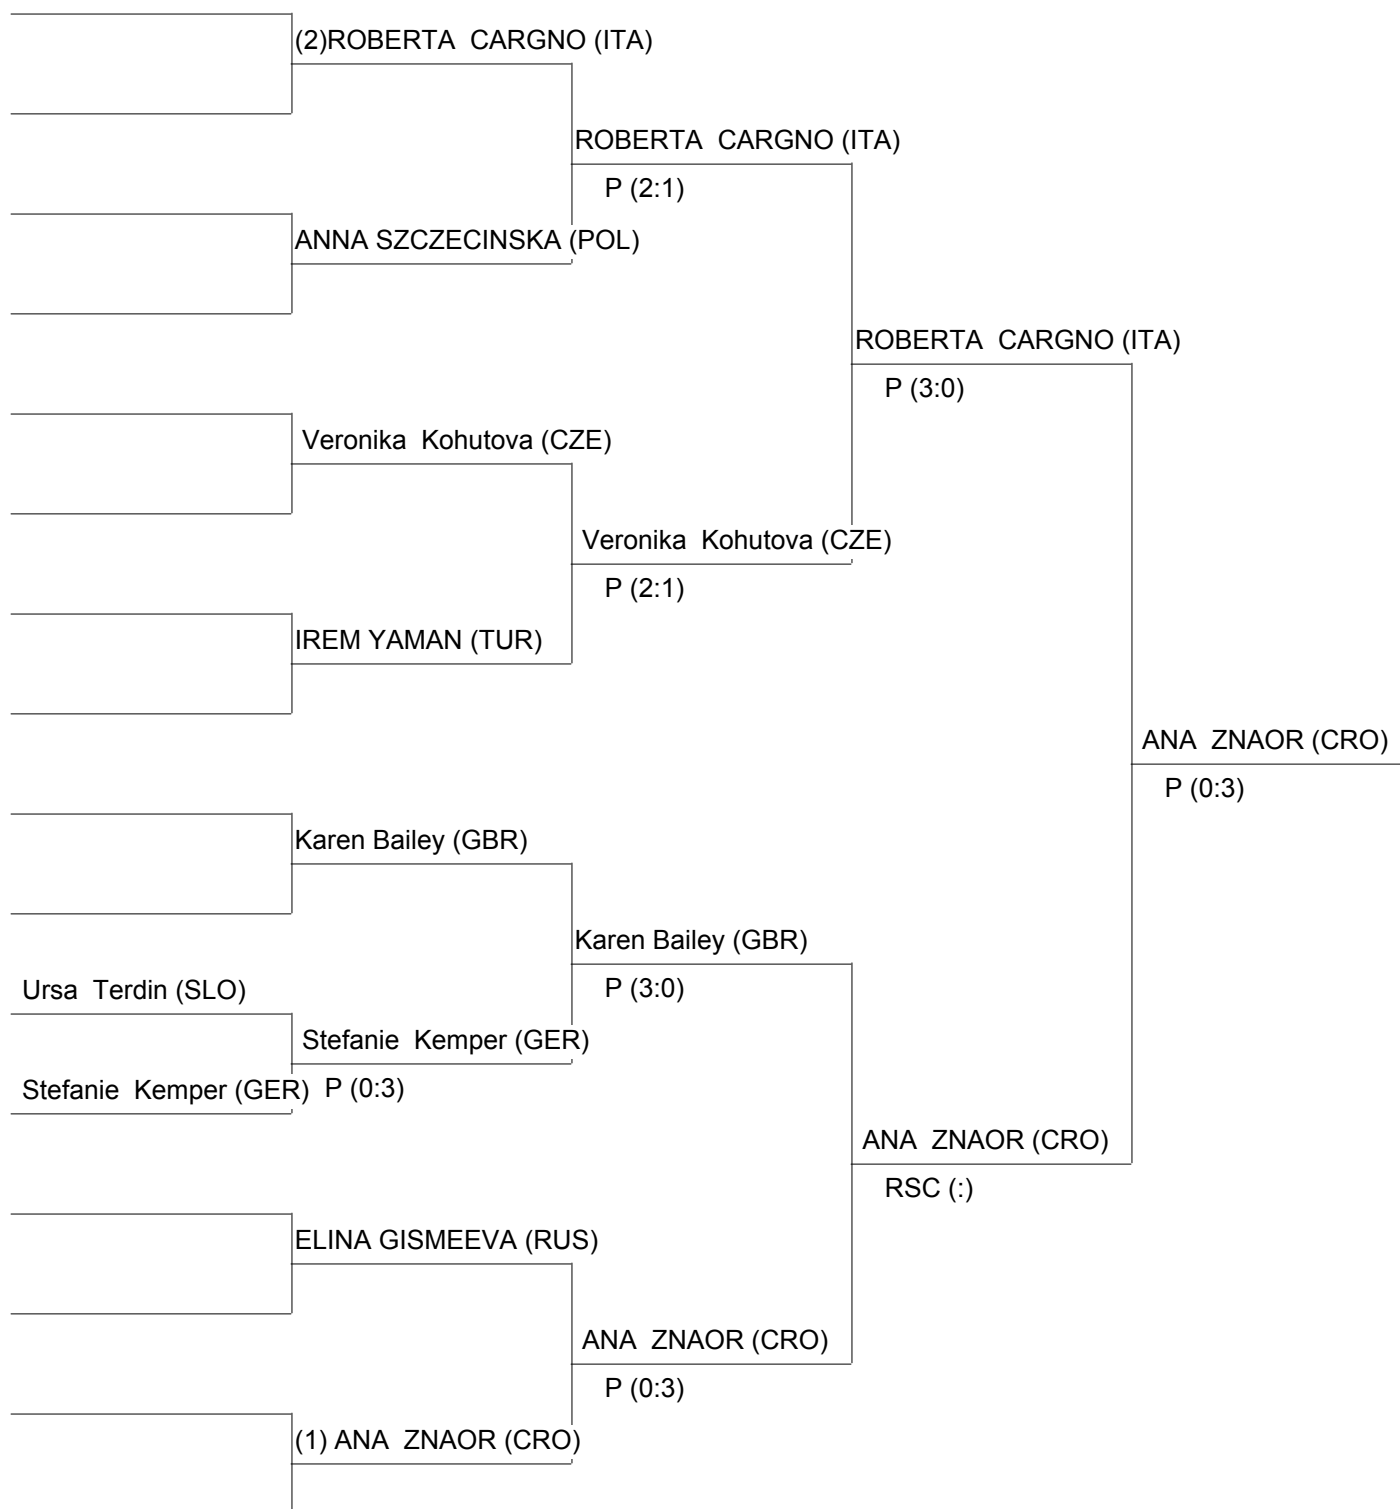 (2)ROBERTA CARGNO (ITA)
ROBERTA CARGNO (ITA)
P (2:1)
ANNA SZCZECINSKA (POL)
ROBERTA CARGNO (ITA)
P (3:0)
Veronika Kohutova (CZE)
Veronika Kohutova (CZE)
P (2:1)
IREM YAMAN (TUR)
ANA ZNAOR (CRO)
P (0:3)
Karen Bailey (GBR)
Karen Bailey (GBR)
P (3:0)
Ursa Terdin (SLO)
Stefanie Kemper (GER)
Stefanie Kemper (GER) P (0:3)
ANA ZNAOR (CRO)
RSC (:)
ELINA GISMEEVA (RUS)
ANA ZNAOR (CRO)
P (0:3)
(1) ANA ZNAOR (CRO)